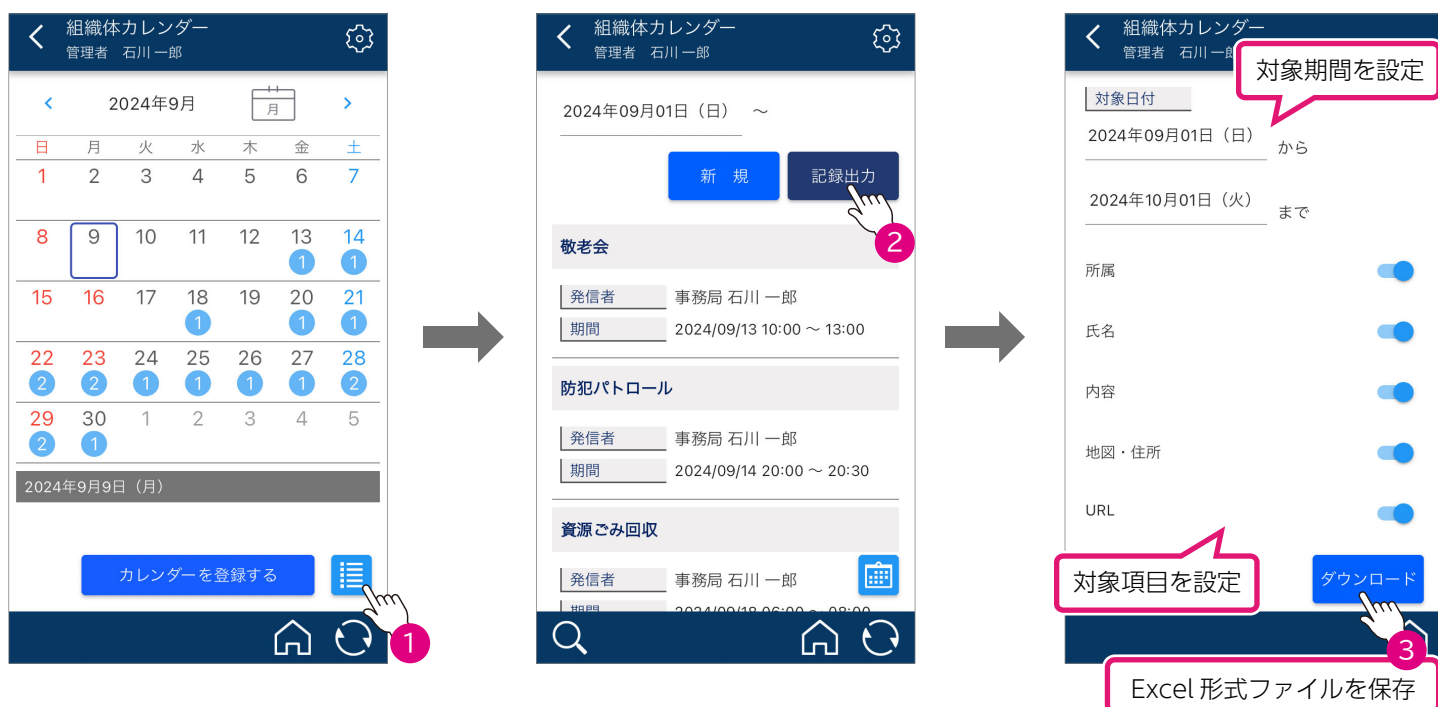 組織体カレンダー
管理者 石川 一郎
2024年9月
月
日 月 火 水 木 金 土
1 2 3 4 5 6 7
8 9 10 11 12 13 14
1 1
15 16 17 18 19 20 21
1 1 1
22 23 24 25 26 27 28
2 2 1 1 1 1 2
29 30 1 2 3 4 5
2 1
2024年9月9日（月）
カレンダーを登録する
1
組織体カレンダー
管理者 石川 一郎
2024年09月01日（日） ～
新 規 記録出力
2
敬老会
発信者 事務局 石川 一郎
期間 2024/09/13 10:00 ～ 13:00
防犯パトロール
発信者 事務局 石川 一郎
期間 2024/09/14 20:00 ～ 20:30
資源ごみ回収
発信者 事務局 石川 一郎
期間 2024/09/18 06:00 ～ 08:00
組織体カレンダー
管理者 石川 一郎
対象期間を設定
対象日付
2024年09月01日（日） から
2024年10月01日（火） まで
所属
氏名
内容
地図・住所
URL
対象項目を設定
ダウンロード
3
Excel 形式ファイルを保存